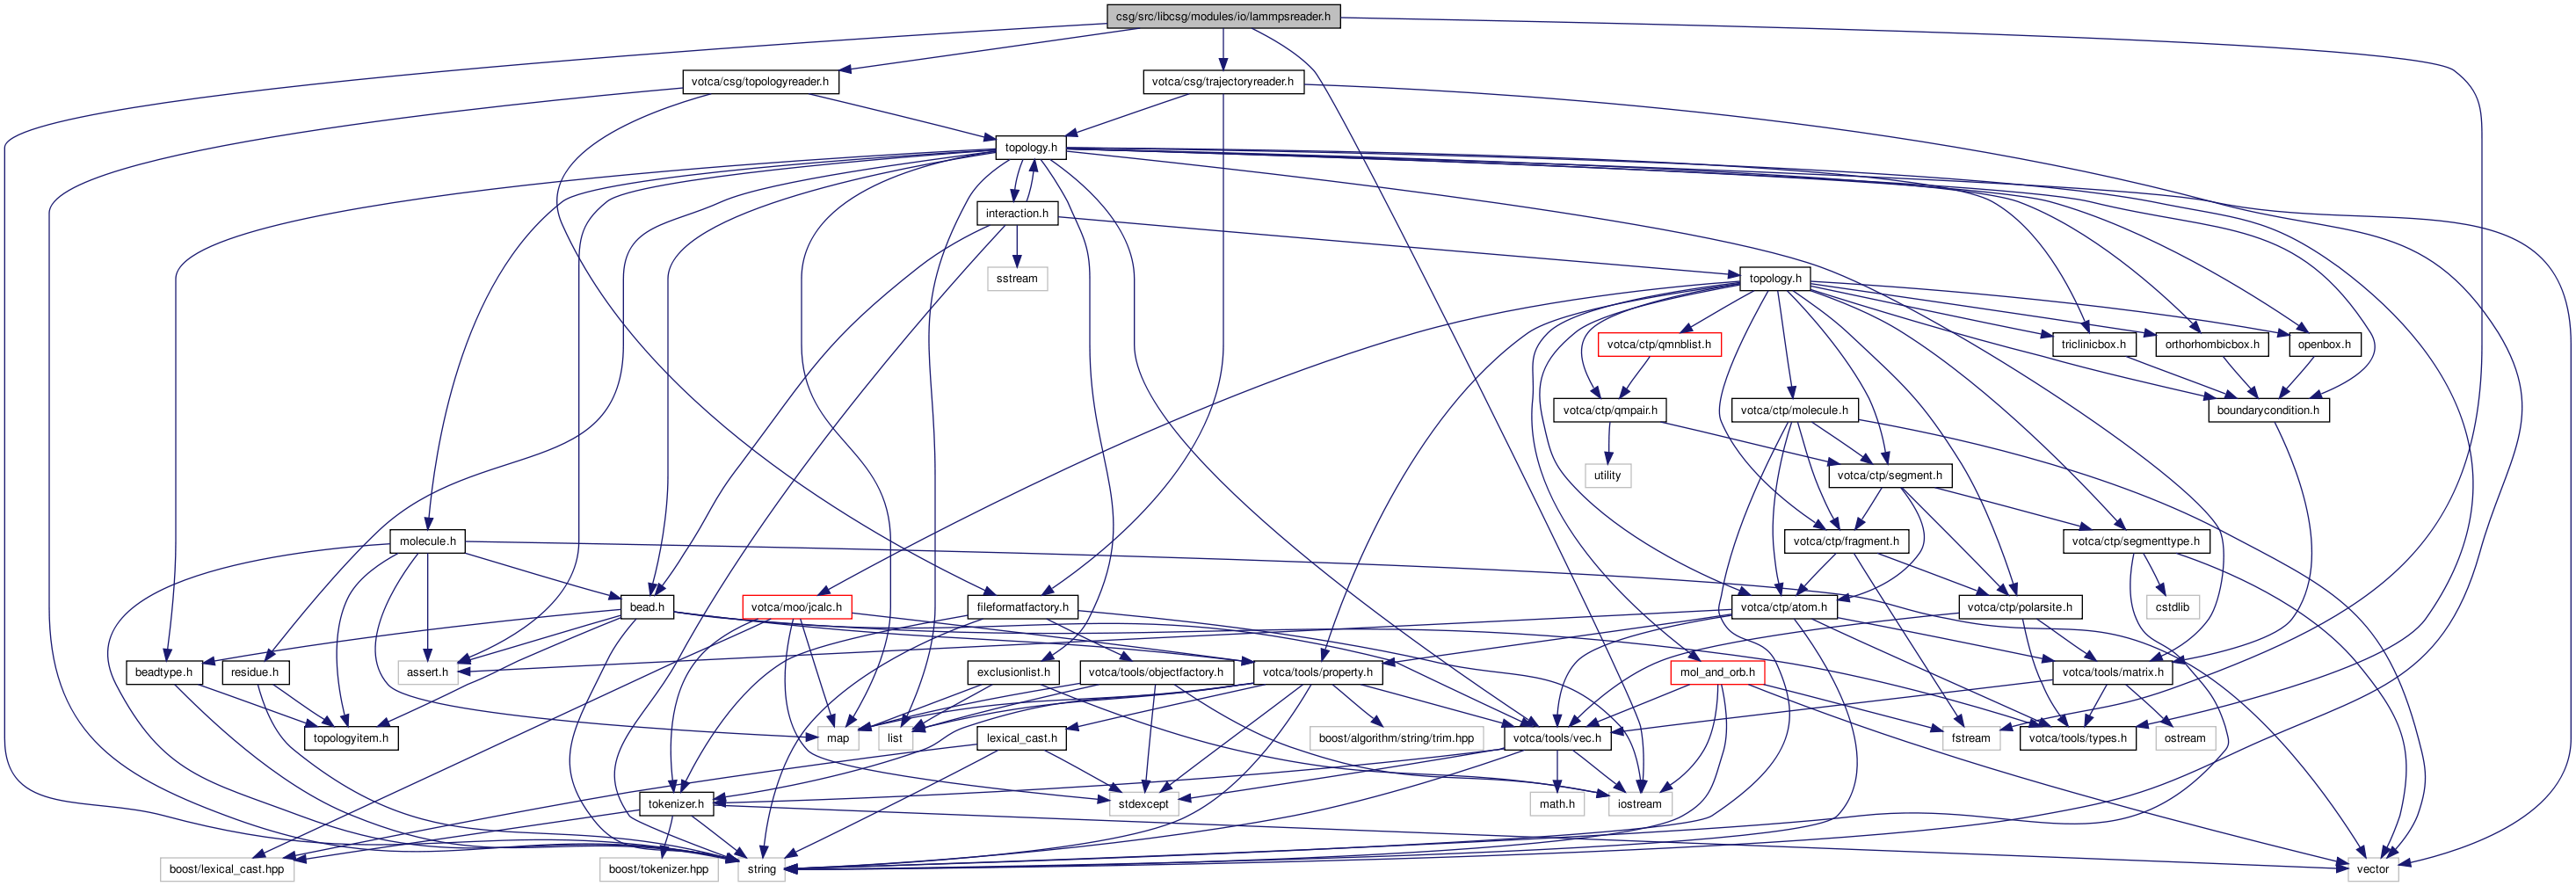 csg/src/libcsg/modules/io/lammpsreader.h
votca/csg/topologyreader.h
votca/csg/trajectoryreader.h
topology.h
interaction.h
sstream
topology.h
votca/ctp/qmnblist.h
triclinicbox.h
orthorhombicbox.h
openbox.h
votca/ctp/qmpair.h
votca/ctp/molecule.h
boundarycondition.h
utility
votca/ctp/segment.h
molecule.h
votca/ctp/fragment.h
votca/ctp/segmenttype.h
bead.h
votca/moo/jcalc.h
fileformatfactory.h
votca/ctp/atom.h
votca/ctp/polarsite.h
cstdlib
beadtype.h
residue.h
assert.h
exclusionlist.h
votca/tools/objectfactory.h
votca/tools/property.h
mol_and_orb.h
votca/tools/matrix.h
topologyitem.h
map
list
lexical_cast.h
boost/algorithm/string/trim.hpp
votca/tools/vec.h
fstream
votca/tools/types.h
ostream
tokenizer.h
stdexcept
math.h
iostream
boost/lexical_cast.hpp
boost/tokenizer.hpp
string
vector